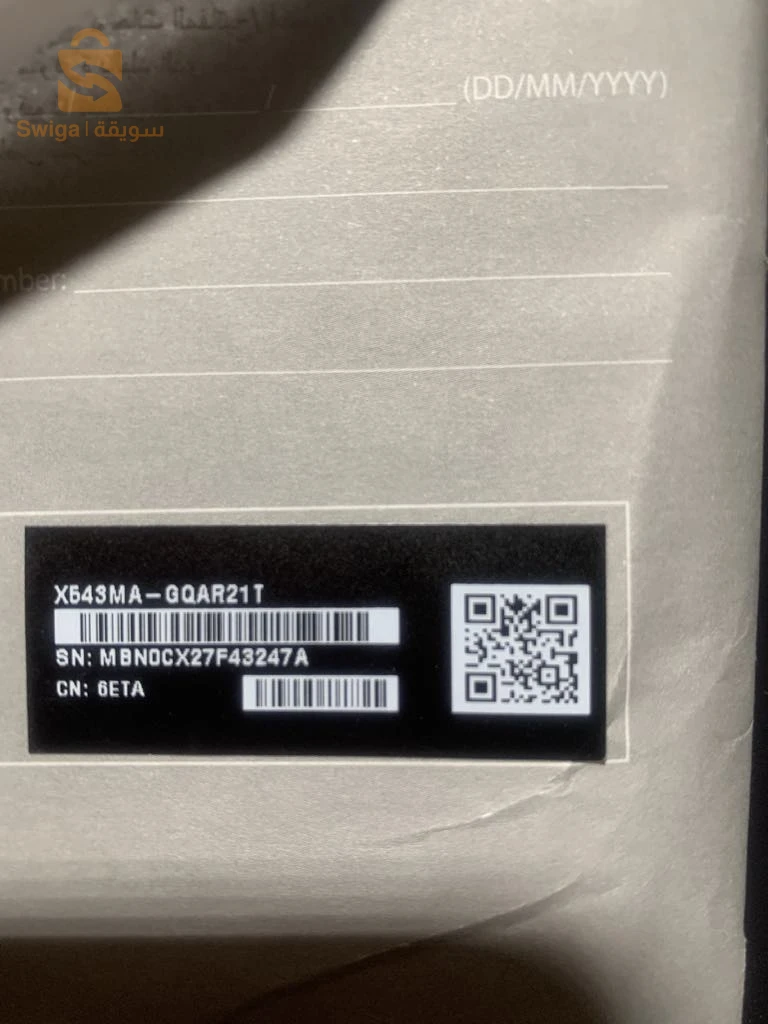 Swiga | سويقة
(DD/MM/YYYY)
mber:
X543MA-GQAR21T
SN: MBN0CX27F43247A
CN: 6ETA